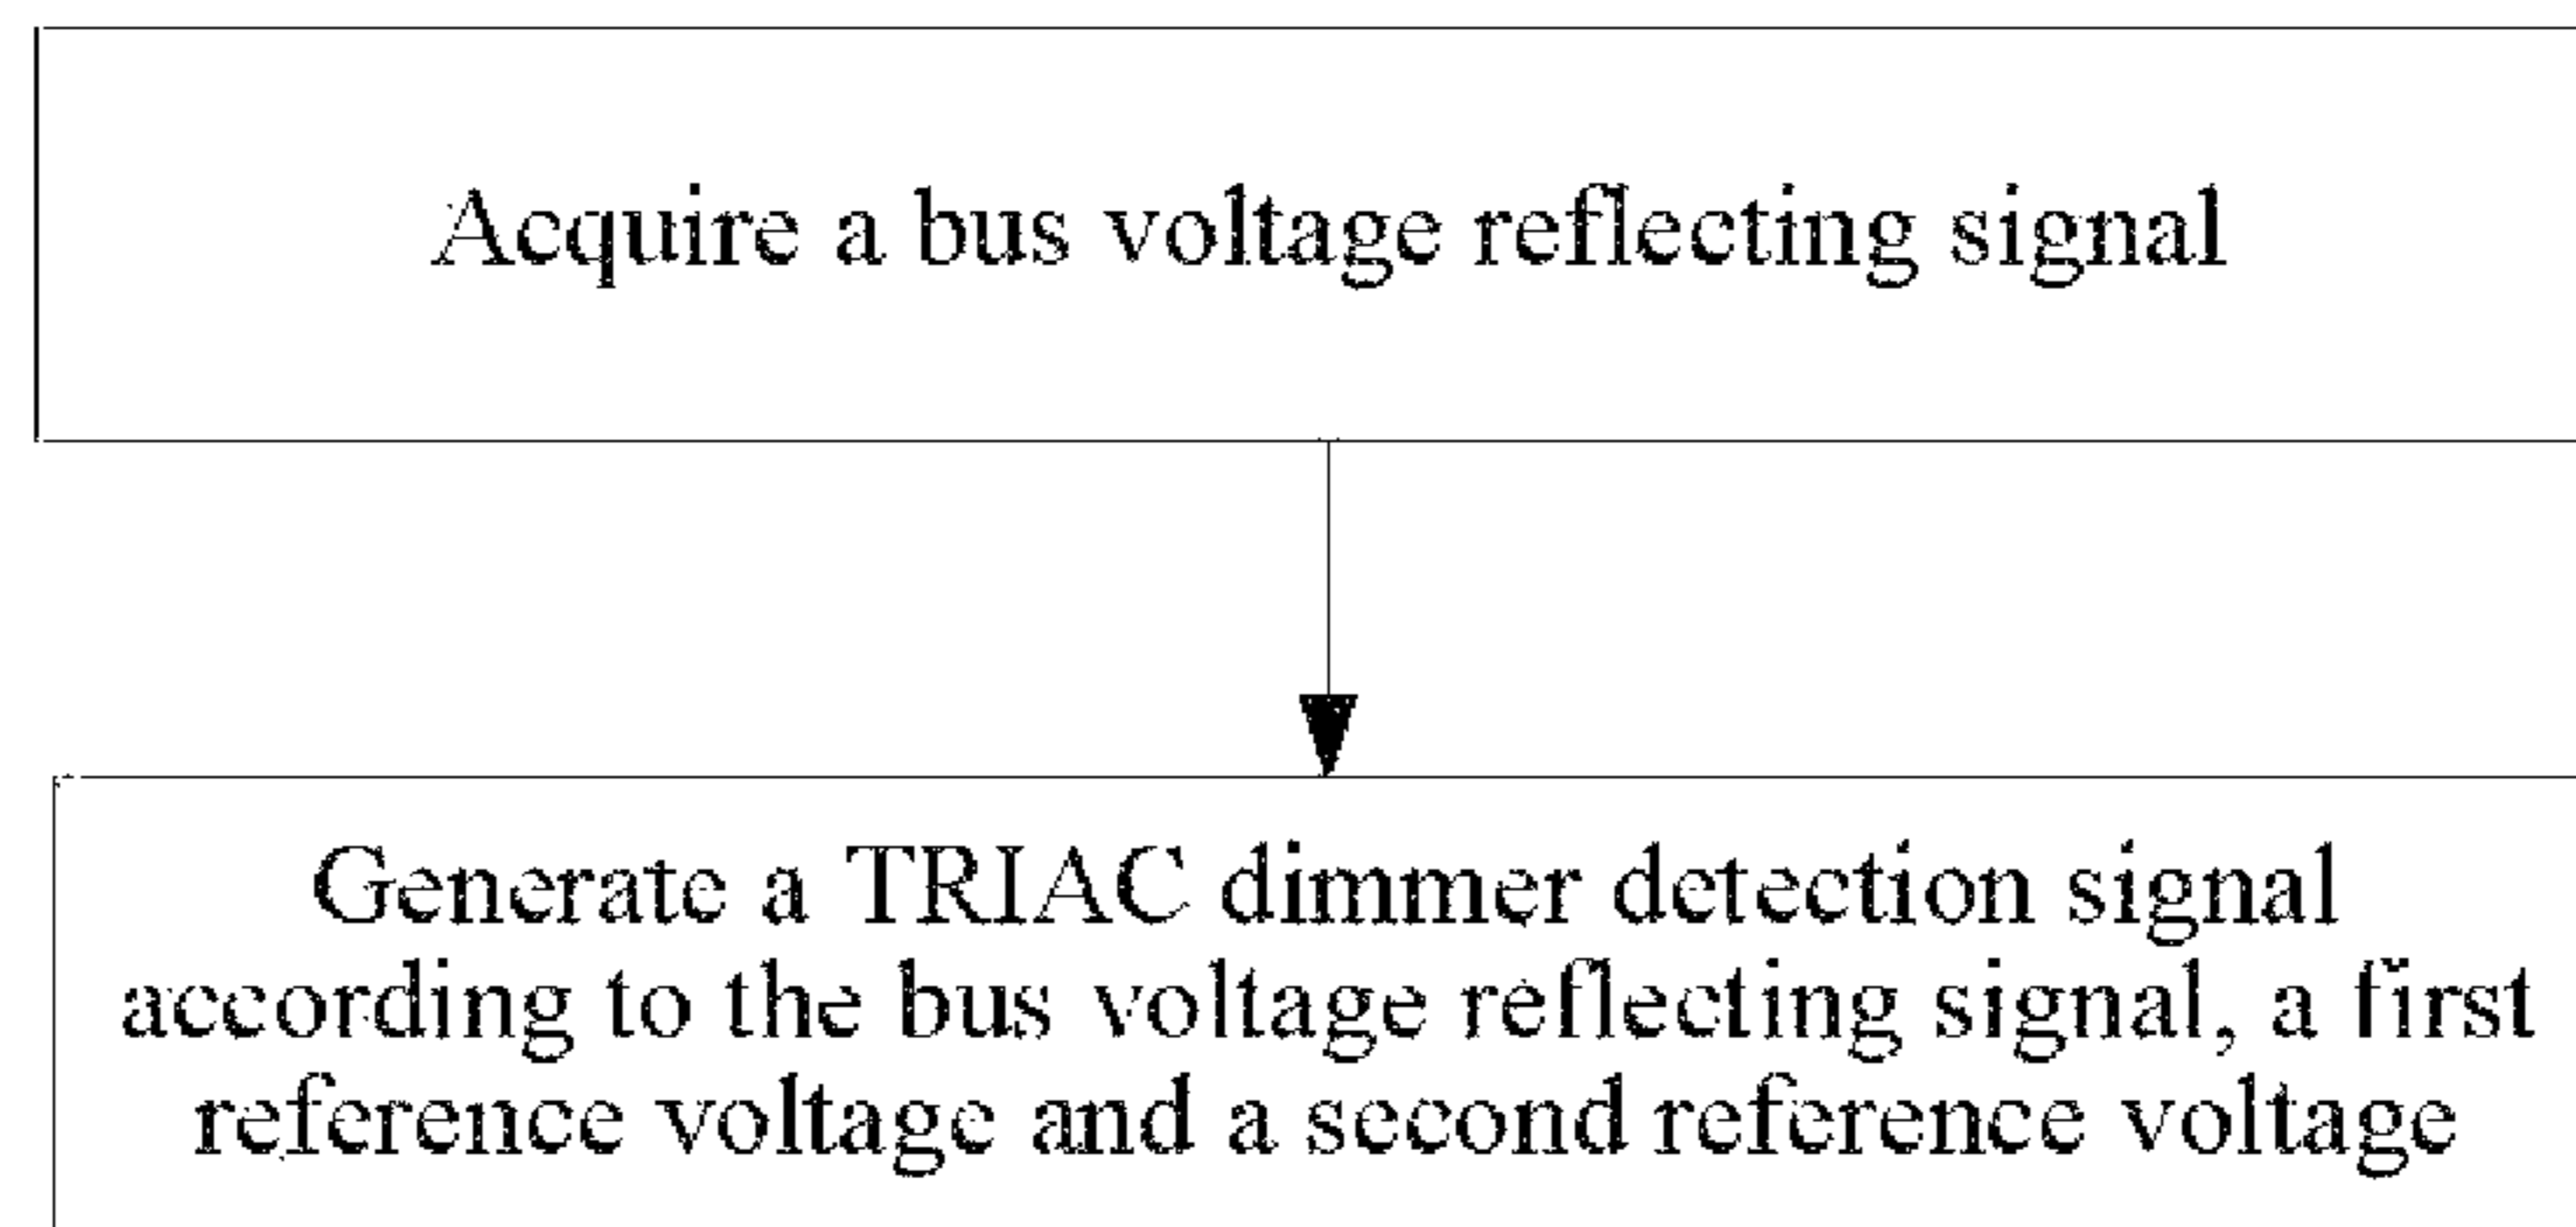 Acquire a bus voltage reflecting signal
Generate a TRIAC dimmer detection signal
according to the bus voltage reflecting signal, a first
reference voltage and a second reference voltage